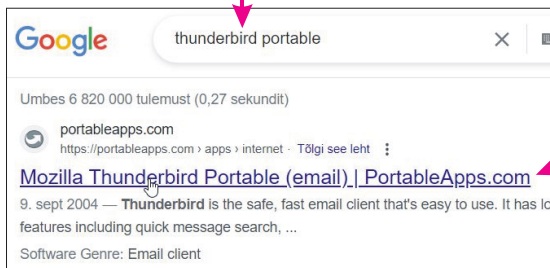 Google
thunderbird portable
Umbes 6 820 000 tulemust (0,27 sekundit)
portableapps.com
https://portableapps.com › apps › internet · Tõlgi see leht
Mozilla Thunderbird Portable (email) | PortableApps.com
9. sept 2004 — Thunderbird is the safe, fast email client that's easy to use. It has
features including quick message search, ...
Software Genre: Email client